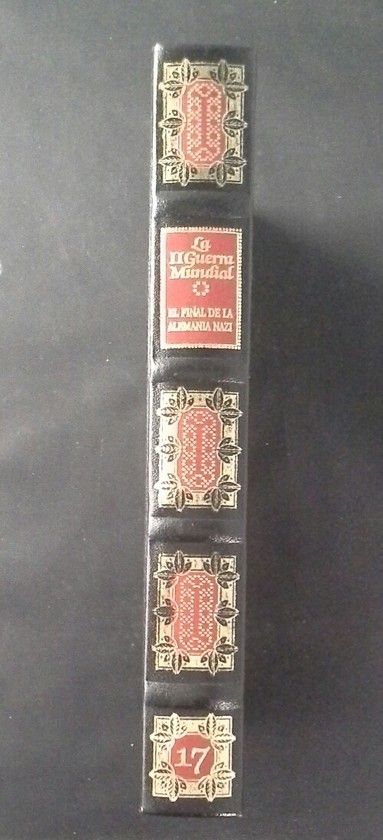 La
II Guerra
Mundial
EL FINAL DE LA
ALEMANIA NAZI
17